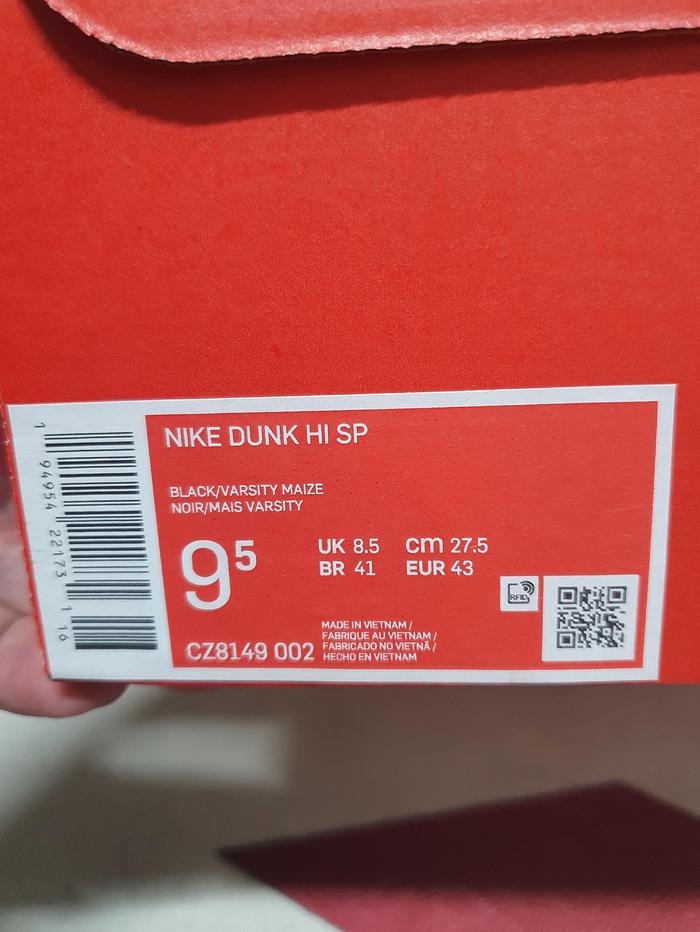 NIKE DUNK HI SP
BLACK/VARSITY MAIZE
NOIR/MAIS VARSITY
9⁵
UK 8.5 cm 27.5
BR 41 EUR 43
RFID
CZ8149 002
MADE IN VIETNAM /
FABRIQUE AU VIETNAM /
FABRICADO NO VIETNÃ /
HECHO EN VIETNAM
1 94954 22173 1 16